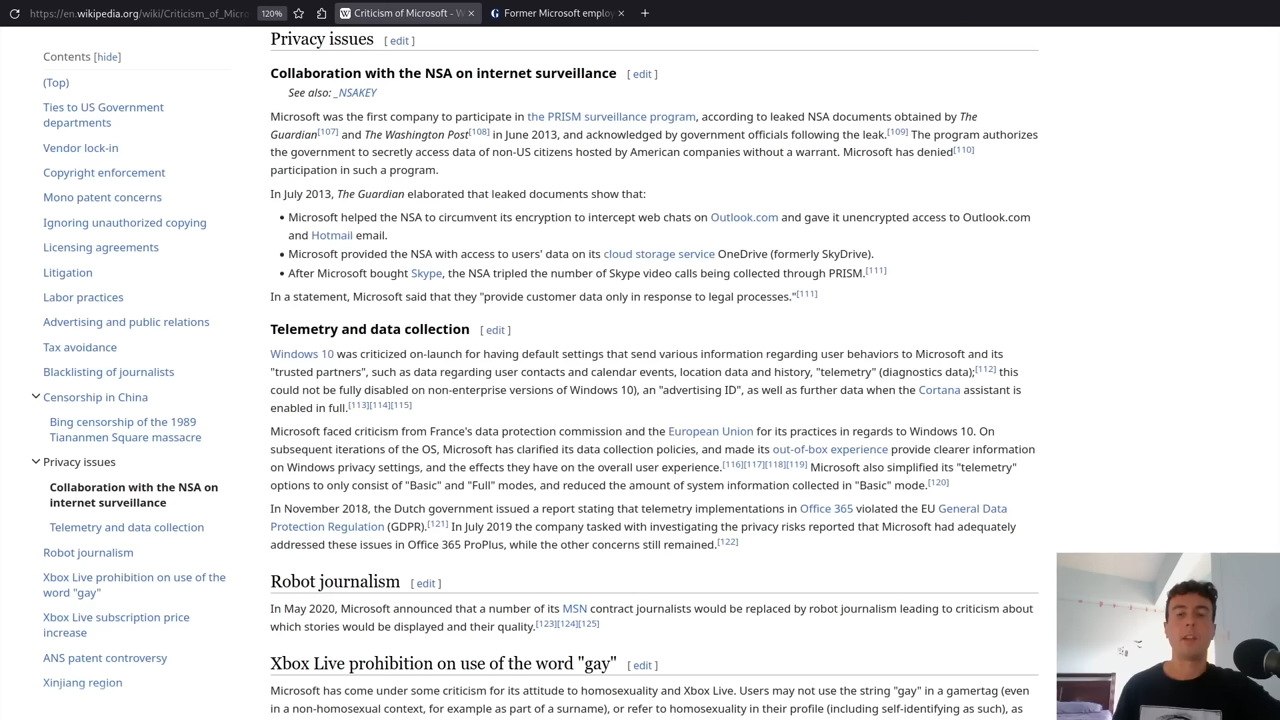 https://en.wikipedia.org/wiki/Criticism_of_Micro
120%
Criticism of Microsoft - W
Former Microsoft employ
Contents [hide]
(Top)
Ties to US Government
departments
Vendor lock-in
Copyright enforcement
Mono patent concerns
Ignoring unauthorized copying
Licensing agreements
Litigation
Labor practices
Advertising and public relations
Tax avoidance
Blacklisting of journalists
Censorship in China
Bing censorship of the 1989
Tiananmen Square massacre
Privacy issues
Collaboration with the NSA on
internet surveillance
Telemetry and data collection
Robot journalism
Xbox Live prohibition on use of the
word "gay"
Xbox Live subscription price
increase
ANS patent controversy
Xinjiang region
Privacy issues [ edit ]
Collaboration with the NSA on internet surveillance [ edit ]
See also: _NSAKEY
Microsoft was the first company to participate in the PRISM surveillance program, according to leaked NSA documents obtained by The
Guardian[107] and The Washington Post[108] in June 2013, and acknowledged by government officials following the leak.[109] The program authorizes
the government to secretly access data of non-US citizens hosted by American companies without a warrant. Microsoft has denied[110]
participation in such a program.
In July 2013, The Guardian elaborated that leaked documents show that:
• Microsoft helped the NSA to circumvent its encryption to intercept web chats on Outlook.com and gave it unencrypted access to Outlook.com
and Hotmail email.
• Microsoft provided the NSA with access to users' data on its cloud storage service OneDrive (formerly SkyDrive).
• After Microsoft bought Skype, the NSA tripled the number of Skype video calls being collected through PRISM.[111]
In a statement, Microsoft said that they "provide customer data only in response to legal processes."[111]
Telemetry and data collection [ edit ]
Windows 10 was criticized on-launch for having default settings that send various information regarding user behaviors to Microsoft and its
"trusted partners", such as data regarding user contacts and calendar events, location data and history, "telemetry" (diagnostics data);[112] this
could not be fully disabled on non-enterprise versions of Windows 10), an "advertising ID", as well as further data when the Cortana assistant is
enabled in full.[113][114][115]
Microsoft faced criticism from France's data protection commission and the European Union for its practices in regards to Windows 10. On
subsequent iterations of the OS, Microsoft has clarified its data collection policies, and made its out-of-box experience provide clearer information
on Windows privacy settings, and the effects they have on the overall user experience.[116][117][118][119] Microsoft also simplified its "telemetry"
options to only consist of "Basic" and "Full" modes, and reduced the amount of system information collected in "Basic" mode.[120]
In November 2018, the Dutch government issued a report stating that telemetry implementations in Office 365 violated the EU General Data
Protection Regulation (GDPR).[121] In July 2019 the company tasked with investigating the privacy risks reported that Microsoft had adequately
addressed these issues in Office 365 ProPlus, while the other concerns still remained.[122]
Robot journalism [ edit ]
In May 2020, Microsoft announced that a number of its MSN contract journalists would be replaced by robot journalism leading to criticism about
which stories would be displayed and their quality.[123][124][125]
Xbox Live prohibition on use of the word "gay" [ edit ]
Microsoft has come under some criticism for its attitude to homosexuality and Xbox Live. Users may not use the string "gay" in a gamertag (even
in a non-homosexual context, for example as part of a surname), or refer to homosexuality in their profile (including self-identifying as such), as